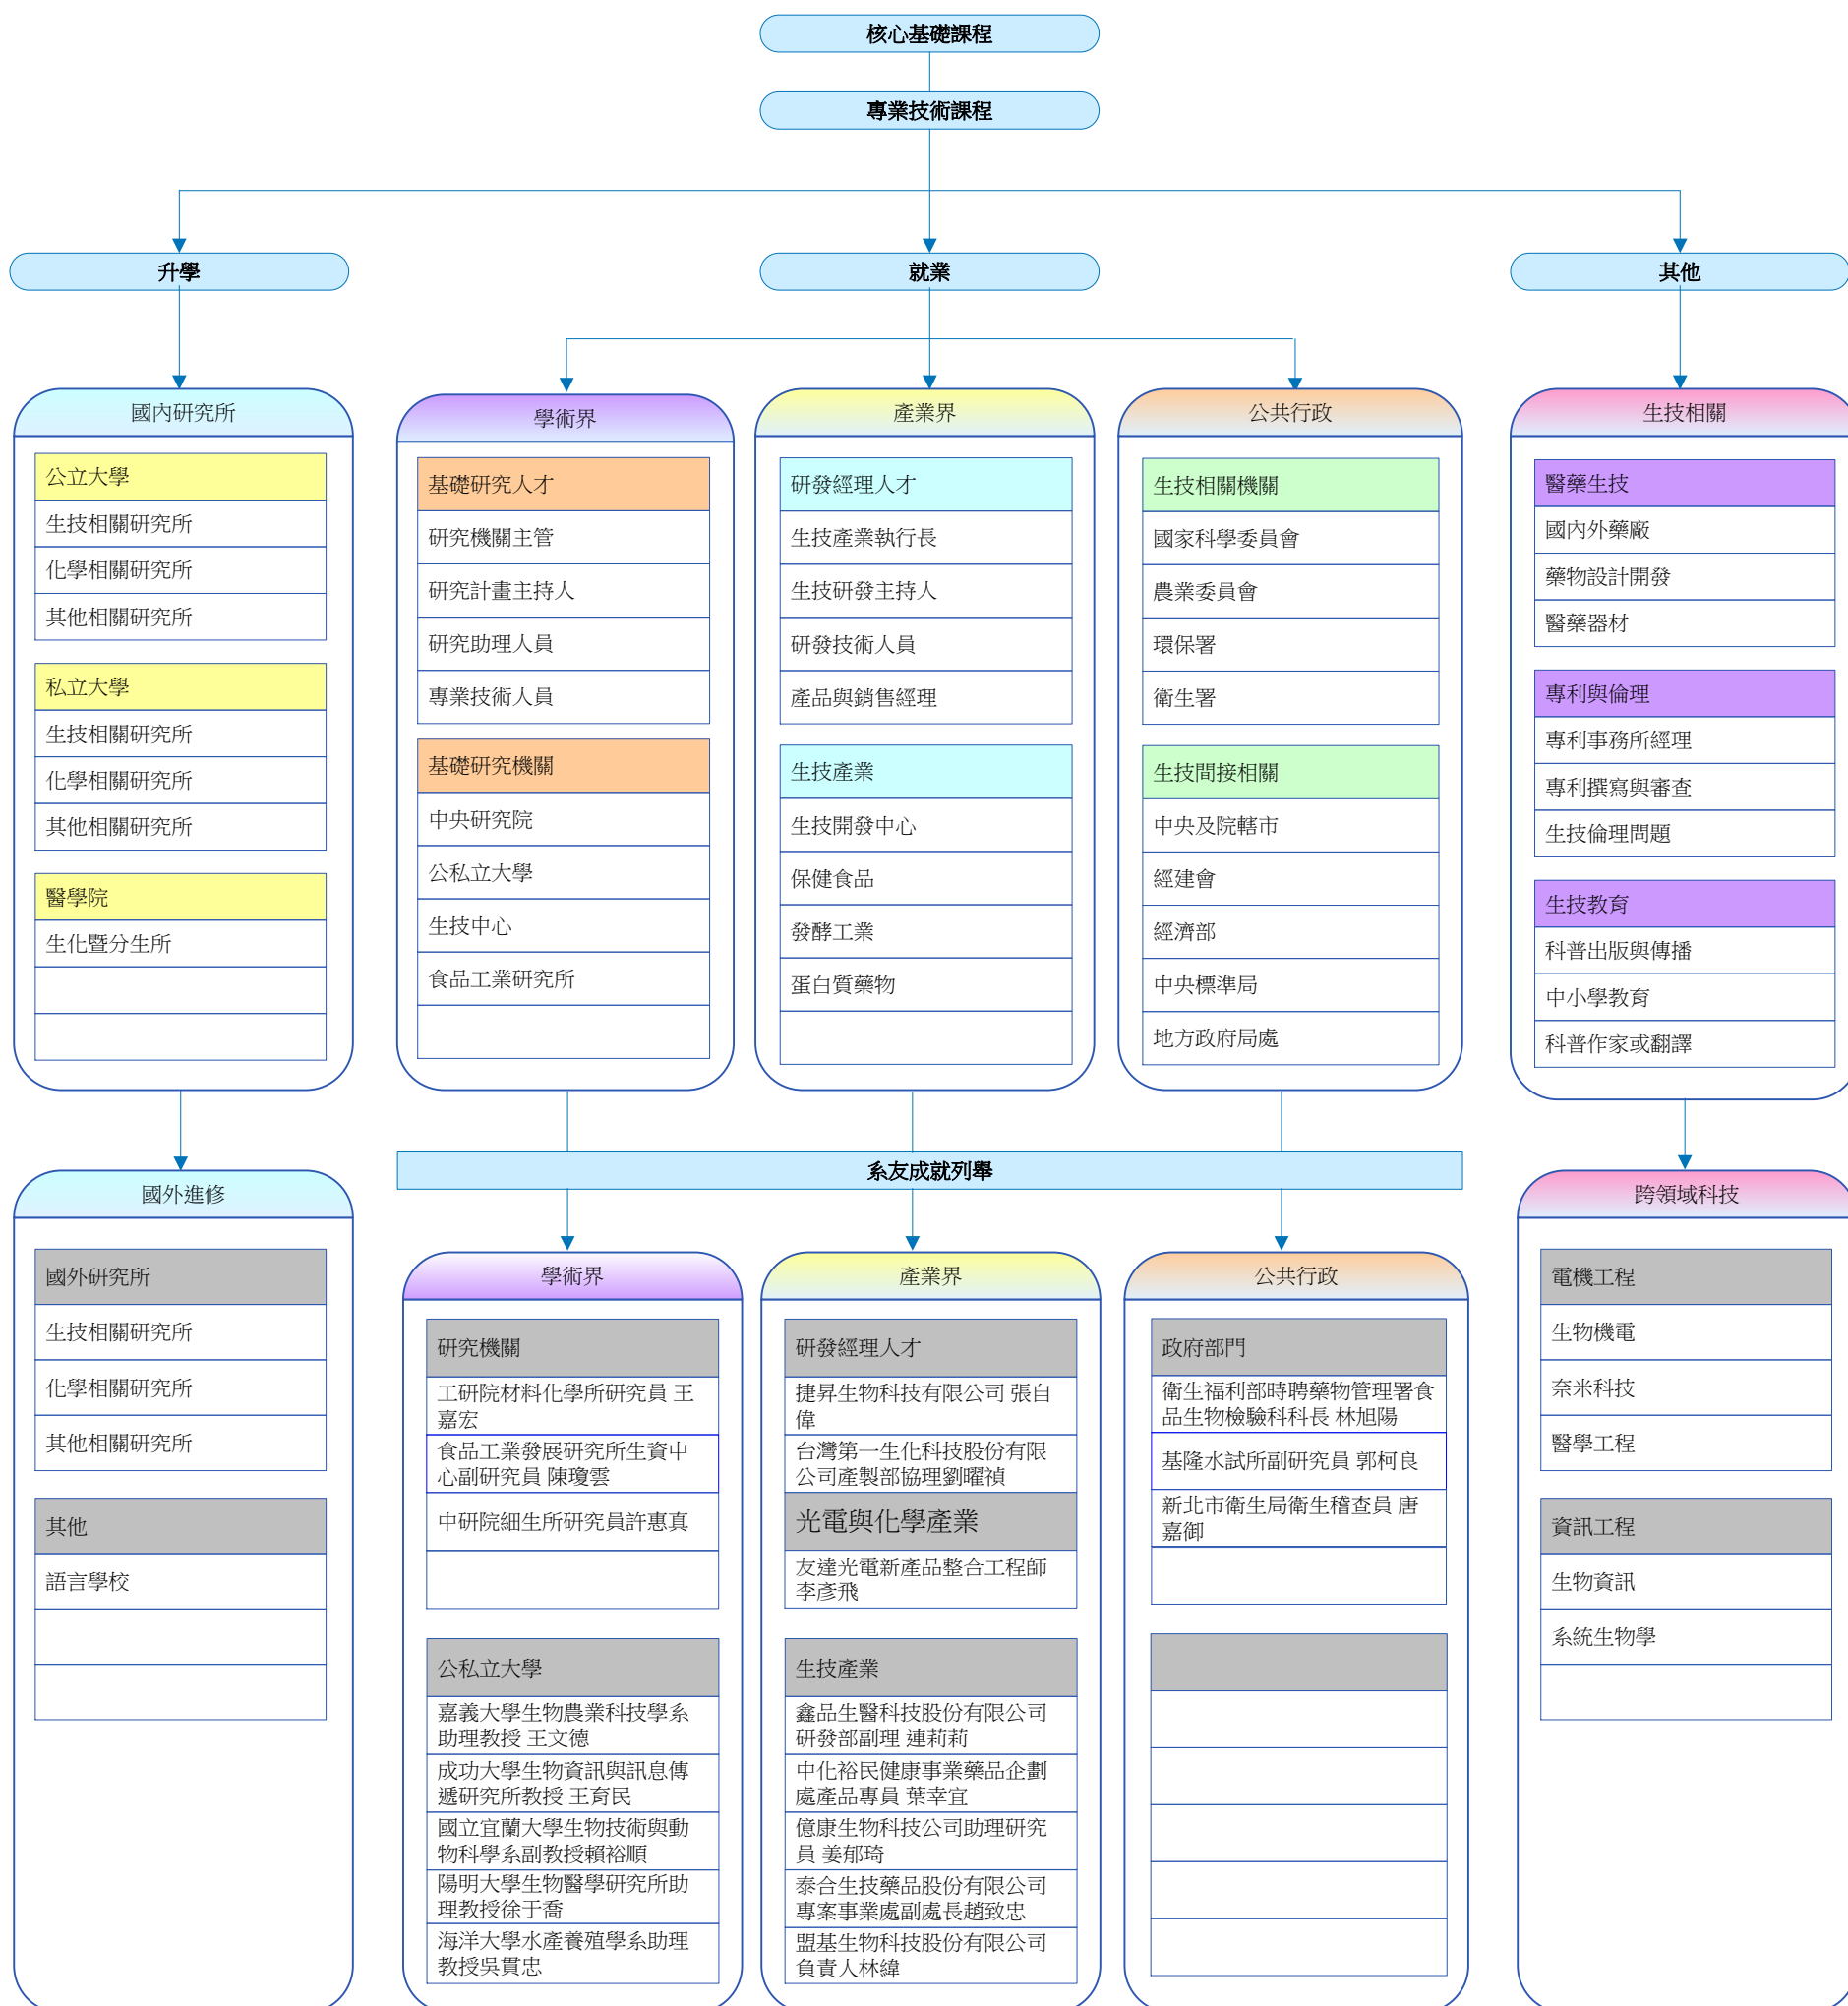 核心基礎課程
專業技術課程
升學
就業
其他
國內研究所
公立大學
生技相關研究所
化學相關研究所
其他相關研究所
私立大學
生技相關研究所
化學相關研究所
其他相關研究所
醫學院
生化暨分生所
學術界
基礎研究人才
研究機關主管
研究計畫主持人
研究助理人員
專業技術人員
基礎研究機關
中央研究院
公私立大學
生技中心
食品工業研究所
產業界
研發經理人才
生技產業執行長
生技研發主持人
研發技術人員
產品與銷售經理
生技產業
生技開發中心
保健食品
發酵工業
蛋白質藥物
公共行政
生技相關機關
國家科學委員會
農業委員會
環保署
衛生署
生技間接相關
中央及院轄市
經建會
經濟部
中央標準局
地方政府局處
生技相關
醫藥生技
國內外藥廠
藥物設計開發
醫藥器材
專利與倫理
專利事務所經理
專利撰寫與審查
生技倫理問題
生技教育
科普出版與傳播
中小學教育
科普作家或翻譯
系友成就列舉
國外進修
國外研究所
生技相關研究所
化學相關研究所
其他相關研究所
其他
語言學校
學術界
研究機關
工研院材料化學所研究員 王
嘉宏
食品工業發展研究所生資中
心副研究員 陳瓊雲
中研院細生所研究員許惠真
公私立大學
嘉義大學生物農業科技學系
助理教授 王文德
成功大學生物資訊與訊息傳
遞研究所教授 王育民
國立宜蘭大學生物技術與動
物科學系副教授賴裕順
陽明大學生物醫學研究所助
理教授徐于喬
海洋大學水產養殖學系助理
教授吳貫忠
產業界
研發經理人才
捷昇生物科技有限公司 張自
偉
台灣第一生化科技股份有限
公司產製部協理劉曜禎
光電與化學產業
友達光電新產品整合工程師
李彥飛
生技產業
鑫品生醫科技股份有限公司
研發部副理 連莉莉
中化裕民健康事業藥品企劃
處產品專員 葉幸宜
億康生物科技公司助理研究
員 姜郁琦
泰合生技藥品股份有限公司
專案事業處副處長趙致忠
盟基生物科技股份有限公司
負責人林緯
公共行政
政府部門
衛生福利部時聘藥物管理署食
品生物檢驗科科長 林旭陽
基隆水試所副研究員 郭柯良
新北市衛生局衛生稽查員 唐
嘉御
跨領域科技
電機工程
生物機電
奈米科技
醫學工程
資訊工程
生物資訊
系統生物學